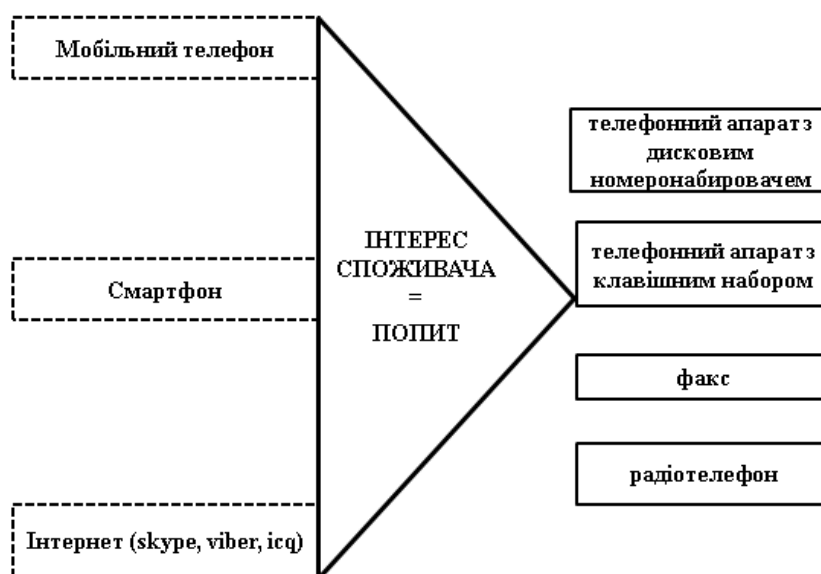 Мобільний телефон
Смартфон
Інтернет (skype, viber, icq)
ІНТЕРЕС
СПОЖИВАЧА
=
ПОПИТ
телефонний апарат з
дисковим
номеронабировачем
телефонний апарат з
клавішним набором
факс
радіотелефон